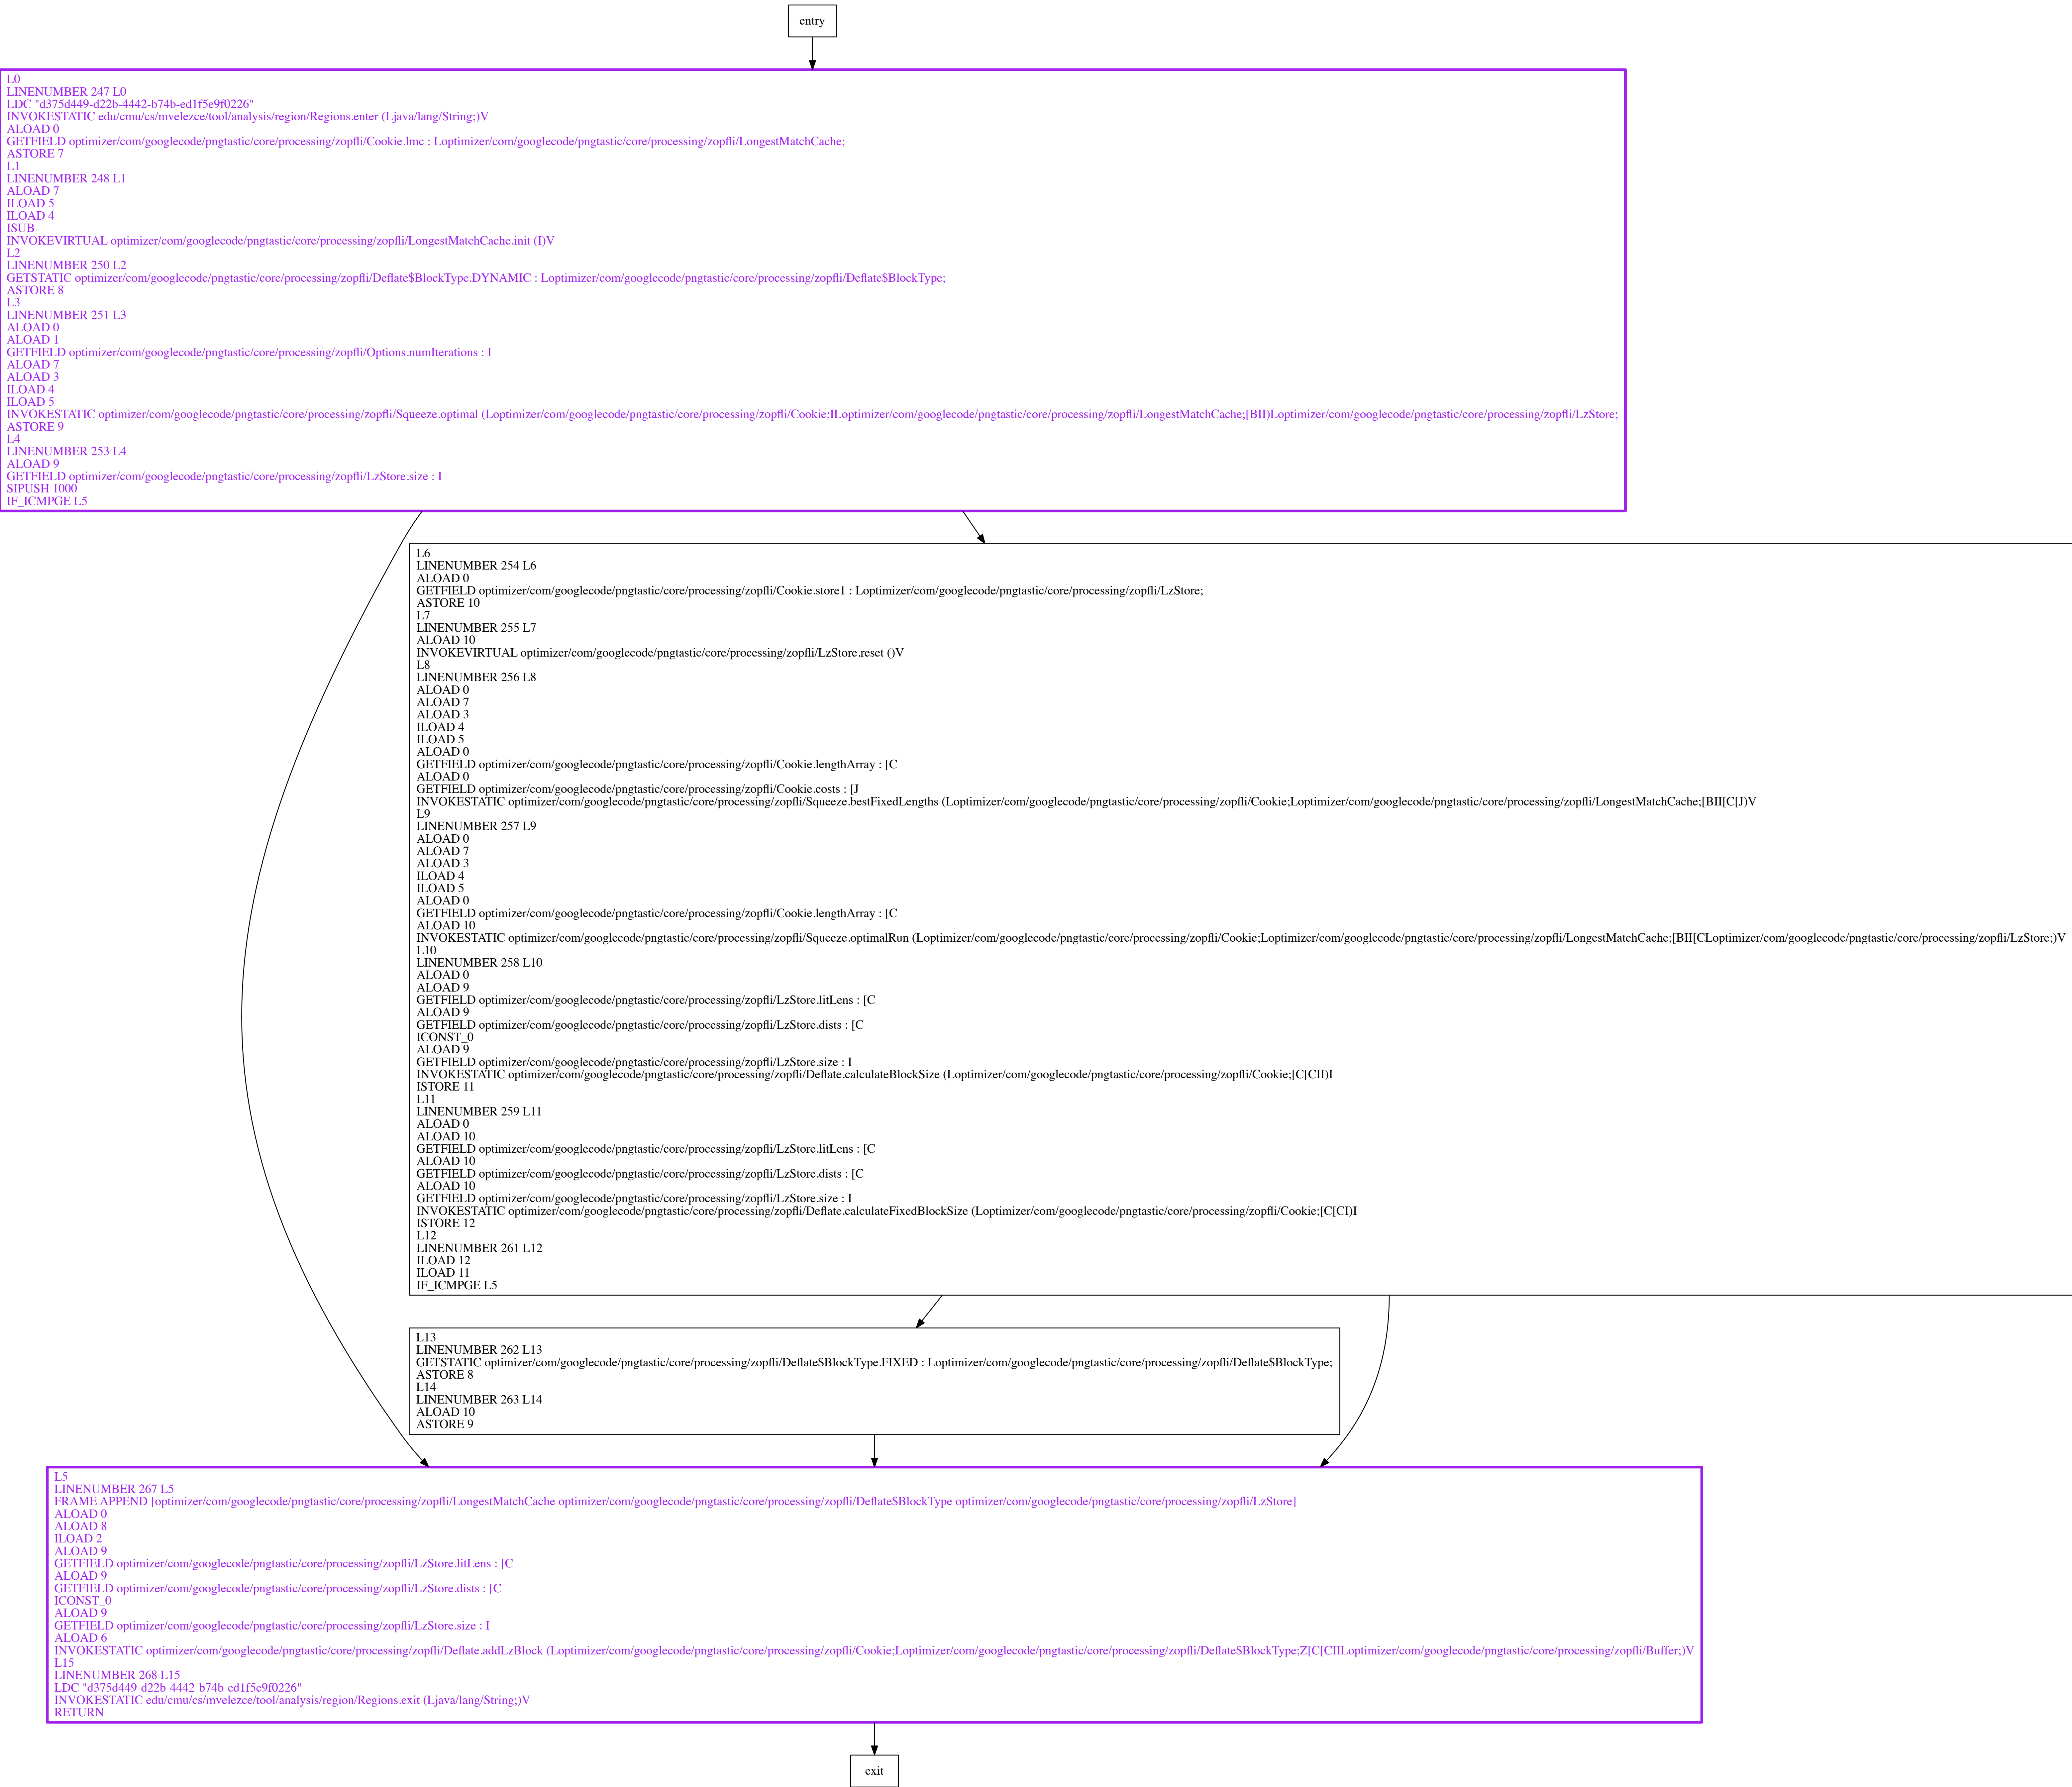 entry
L0
LINENUMBER 247 L0
LDC "d375d449-d22b-4442-b74b-ed1f5e9f0226"
INVOKESTATIC edu/cmu/cs/mvelezce/tool/analysis/region/Regions.enter (Ljava/lang/String;)V
ALOAD 0
GETFIELD optimizer/com/googlecode/pngtastic/core/processing/zopfli/Cookie.lmc : Loptimizer/com/googlecode/pngtastic/core/processing/zopfli/LongestMatchCache;
ASTORE 7
L1
LINENUMBER 248 L1
ALOAD 7
ILOAD 5
ILOAD 4
ISUB
INVOKEVIRTUAL optimizer/com/googlecode/pngtastic/core/processing/zopfli/LongestMatchCache.init (I)V
L2
LINENUMBER 250 L2
GETSTATIC optimizer/com/googlecode/pngtastic/core/processing/zopfli/Deflate$BlockType.DYNAMIC : Loptimizer/com/googlecode/pngtastic/core/processing/zopfli/Deflate$BlockType;
ASTORE 8
L3
LINENUMBER 251 L3
ALOAD 0
ALOAD 1
GETFIELD optimizer/com/googlecode/pngtastic/core/processing/zopfli/Options.numIterations : I
ALOAD 7
ALOAD 3
ILOAD 4
ILOAD 5
INVOKESTATIC optimizer/com/googlecode/pngtastic/core/processing/zopfli/Squeeze.optimal (Loptimizer/com/googlecode/pngtastic/core/processing/zopfli/Cookie;ILoptimizer/com/googlecode/pngtastic/core/processing/zopfli/LongestMatchCache;[BII)Loptimizer/com/googlecode/pngtastic/core/processing/zopfli/LzStore;
ASTORE 9
L4
LINENUMBER 253 L4
ALOAD 9
GETFIELD optimizer/com/googlecode/pngtastic/core/processing/zopfli/LzStore.size : I
SIPUSH 1000
IF_ICMPGE L5
L6
LINENUMBER 254 L6
ALOAD 0
GETFIELD optimizer/com/googlecode/pngtastic/core/processing/zopfli/Cookie.store1 : Loptimizer/com/googlecode/pngtastic/core/processing/zopfli/LzStore;
ASTORE 10
L7
LINENUMBER 255 L7
ALOAD 10
INVOKEVIRTUAL optimizer/com/googlecode/pngtastic/core/processing/zopfli/LzStore.reset ()V
L8
LINENUMBER 256 L8
ALOAD 0
ALOAD 7
ALOAD 3
ILOAD 4
ILOAD 5
ALOAD 0
GETFIELD optimizer/com/googlecode/pngtastic/core/processing/zopfli/Cookie.lengthArray : [C
ALOAD 0
GETFIELD optimizer/com/googlecode/pngtastic/core/processing/zopfli/Cookie.costs : [J
INVOKESTATIC optimizer/com/googlecode/pngtastic/core/processing/zopfli/Squeeze.bestFixedLengths (Loptimizer/com/googlecode/pngtastic/core/processing/zopfli/Cookie;Loptimizer/com/googlecode/pngtastic/core/processing/zopfli/LongestMatchCache;[BII[C[J)V
L9
LINENUMBER 257 L9
ALOAD 0
ALOAD 7
ALOAD 3
ILOAD 4
ILOAD 5
ALOAD 0
GETFIELD optimizer/com/googlecode/pngtastic/core/processing/zopfli/Cookie.lengthArray : [C
ALOAD 10
INVOKESTATIC optimizer/com/googlecode/pngtastic/core/processing/zopfli/Squeeze.optimalRun (Loptimizer/com/googlecode/pngtastic/core/processing/zopfli/Cookie;Loptimizer/com/googlecode/pngtastic/core/processing/zopfli/LongestMatchCache;[BII[CLoptimizer/com/googlecode/pngtastic/core/processing/zopfli/LzStore;)V
L10
LINENUMBER 258 L10
ALOAD 0
ALOAD 9
GETFIELD optimizer/com/googlecode/pngtastic/core/processing/zopfli/LzStore.litLens : [C
ALOAD 9
GETFIELD optimizer/com/googlecode/pngtastic/core/processing/zopfli/LzStore.dists : [C
ICONST_0
ALOAD 9
GETFIELD optimizer/com/googlecode/pngtastic/core/processing/zopfli/LzStore.size : I
INVOKESTATIC optimizer/com/googlecode/pngtastic/core/processing/zopfli/Deflate.calculateBlockSize (Loptimizer/com/googlecode/pngtastic/core/processing/zopfli/Cookie;[C[CII)I
ISTORE 11
L11
LINENUMBER 259 L11
ALOAD 0
ALOAD 10
GETFIELD optimizer/com/googlecode/pngtastic/core/processing/zopfli/LzStore.litLens : [C
ALOAD 10
GETFIELD optimizer/com/googlecode/pngtastic/core/processing/zopfli/LzStore.dists : [C
ALOAD 10
GETFIELD optimizer/com/googlecode/pngtastic/core/processing/zopfli/LzStore.size : I
INVOKESTATIC optimizer/com/googlecode/pngtastic/core/processing/zopfli/Deflate.calculateFixedBlockSize (Loptimizer/com/googlecode/pngtastic/core/processing/zopfli/Cookie;[C[CI)I
ISTORE 12
L12
LINENUMBER 261 L12
ILOAD 12
ILOAD 11
IF_ICMPGE L5
L13
LINENUMBER 262 L13
GETSTATIC optimizer/com/googlecode/pngtastic/core/processing/zopfli/Deflate$BlockType.FIXED : Loptimizer/com/googlecode/pngtastic/core/processing/zopfli/Deflate$BlockType;
ASTORE 8
L14
LINENUMBER 263 L14
ALOAD 10
ASTORE 9
L5
LINENUMBER 267 L5
FRAME APPEND [optimizer/com/googlecode/pngtastic/core/processing/zopfli/LongestMatchCache optimizer/com/googlecode/pngtastic/core/processing/zopfli/Deflate$BlockType optimizer/com/googlecode/pngtastic/core/processing/zopfli/LzStore]
ALOAD 0
ALOAD 8
ILOAD 2
ALOAD 9
GETFIELD optimizer/com/googlecode/pngtastic/core/processing/zopfli/LzStore.litLens : [C
ALOAD 9
GETFIELD optimizer/com/googlecode/pngtastic/core/processing/zopfli/LzStore.dists : [C
ICONST_0
ALOAD 9
GETFIELD optimizer/com/googlecode/pngtastic/core/processing/zopfli/LzStore.size : I
ALOAD 6
INVOKESTATIC optimizer/com/googlecode/pngtastic/core/processing/zopfli/Deflate.addLzBlock (Loptimizer/com/googlecode/pngtastic/core/processing/zopfli/Cookie;Loptimizer/com/googlecode/pngtastic/core/processing/zopfli/Deflate$BlockType;Z[C[CIILoptimizer/com/googlecode/pngtastic/core/processing/zopfli/Buffer;)V
L15
LINENUMBER 268 L15
LDC "d375d449-d22b-4442-b74b-ed1f5e9f0226"
INVOKESTATIC edu/cmu/cs/mvelezce/tool/analysis/region/Regions.exit (Ljava/lang/String;)V
RETURN
exit